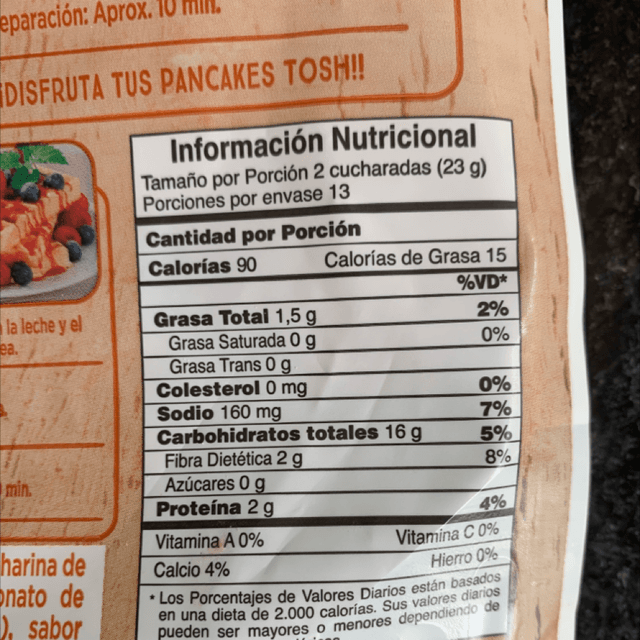 eparación: Aprox. 10 min.
¡DISFRUTA TUS PANCAKES TOSH!!
Información Nutricional
Tamaño por Porción 2 cucharadas (23 g)
Porciones por envase 13
Cantidad por Porción
Calorías 90 Calorías de Grasa 15
%VD*
Grasa Total 1,5 g 2%
Grasa Saturada 0 g 0%
Grasa Trans 0 g
Colesterol 0 mg 0%
Sodio 160 mg 7%
Carbohidratos totales 16 g 5%
Fibra Dietética 2 g 8%
Azúcares 0 g
Proteína 2 g 4%
Vitamina A 0% Vitamina C 0%
Calcio 4% Hierro 0%
* Los Porcentajes de Valores Diarios están basados
en una dieta de 2.000 calorías. Sus valores diarios
pueden ser mayores o menores dependiendo de
la leche y el
ea.
min.
harina de
onato de
), sabor